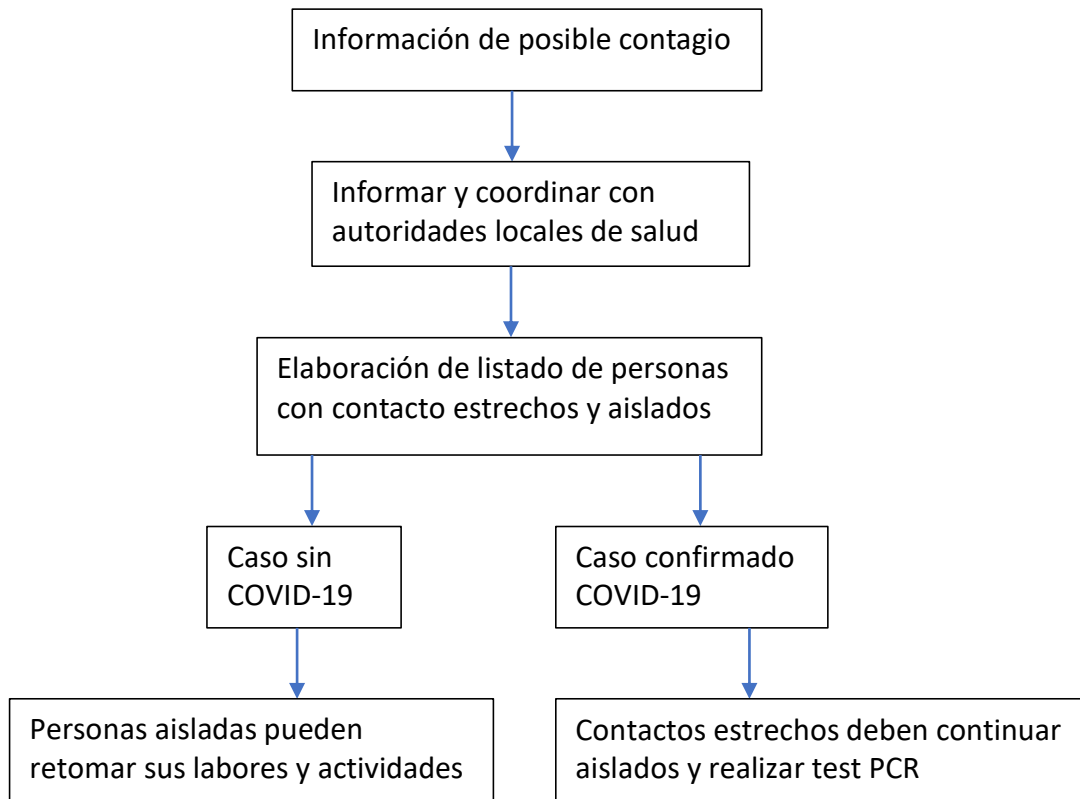 Información de posible contagio
Informar y coordinar con
autoridades locales de salud
Elaboración de listado de personas
con contacto estrechos y aislados
Caso sin
COVID-19
Caso confirmado
COVID-19
Personas aisladas pueden
retomar sus labores y actividades
Contactos estrechos deben continuar
aislados y realizar test PCR